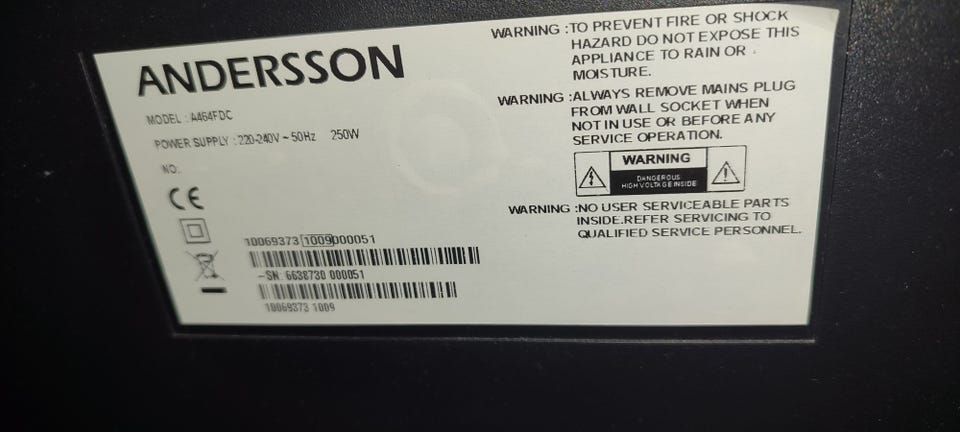 ANDERSSON
MODEL : A464FDC
POWER SUPPLY : 220-240V ~ 50Hz 250W
NO.
CE
10069373 1009000051
-SN 6638730 000051
10069373 1009
WARNING :TO PREVENT FIRE OR SHOCK
HAZARD DO NOT EXPOSE THIS
APPLIANCE TO RAIN OR
MOISTURE.
WARNING :ALWAYS REMOVE MAINS PLUG
FROM WALL SOCKET WHEN
NOT IN USE OR BEFORE ANY
SERVICE OPERATION.
WARNING
DANGEROUS
HIGH VOLTAGE INSIDE
WARNING :NO USER SERVICEABLE PARTS
INSIDE.REFER SERVICING TO
QUALIFIED SERVICE PERSONNEL.